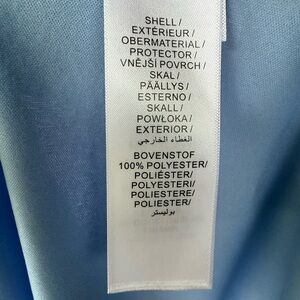 SHELL/
EXTÉRIEUR/
OBERMATERIAL/
PROTECTOR/
VNĚJŠÍ POVRCH/
SKAL/
PÄÄLLYS/
ESTERNO/
SKALL/
POWŁOKA/
EXTERIOR/
الغطاء الخارجي
BOVENSTOF
100% POLYESTER/
POLIÉSTER/
POLYESTERI/
POLIESTERE/
POLIESTER/
بوليستر